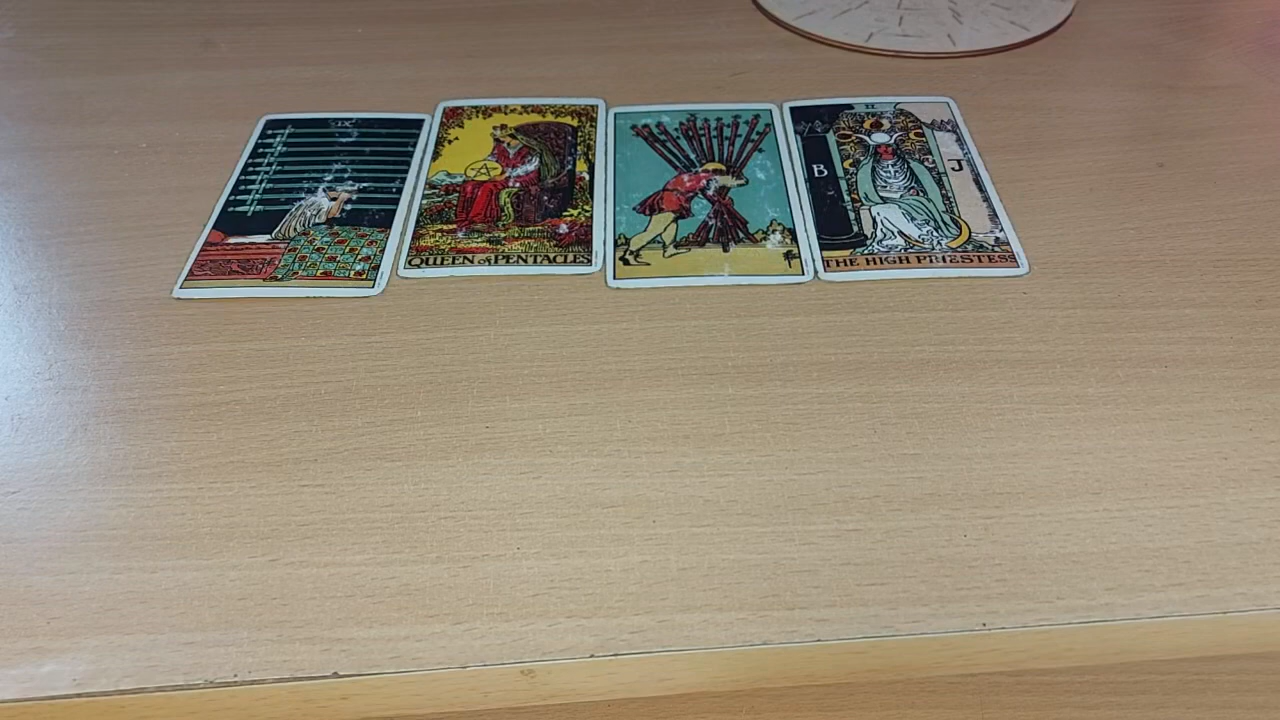 IX
QUEEN of PENTACLES
II
B
J
THE HIGH PRIESTESS